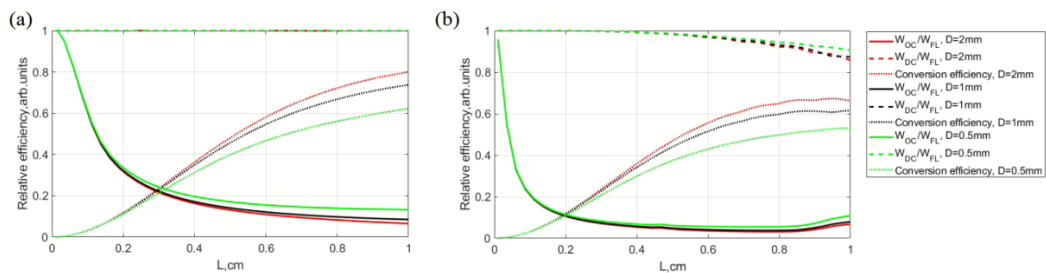 (a)
Relative efficiency,arb.units
1
0.8
0.6
0.4
0.2
0
0
0.2
0.4
0.6
0.8
1
L,cm
(b)
Relative efficiency,arb.units
1
0.8
0.6
0.4
0.2
0
0
0.2
0.4
0.6
0.8
1
L,cm
W_OC/W_FL, D=2mm
W_DC/W_FL, D=2mm
Conversion efficiency, D=2mm
W_OC/W_FL, D=1mm
W_DC/W_FL, D=1mm
Conversion efficiency, D=1mm
W_OC/W_FL, D=0.5mm
W_DC/W_FL, D=0.5mm
Conversion efficiency, D=0.5mm